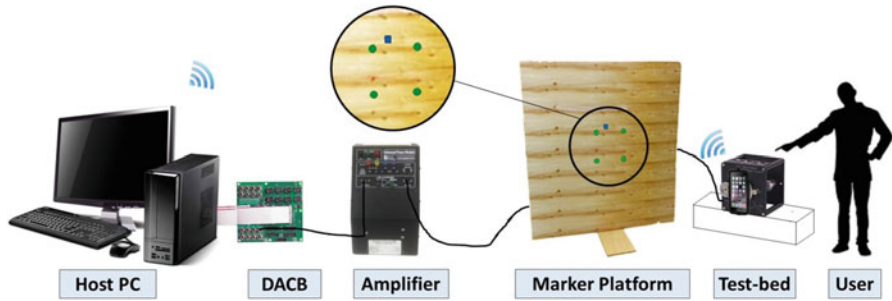 Host PC
DACB
Amplifier
Marker Platform
Test-bed
User